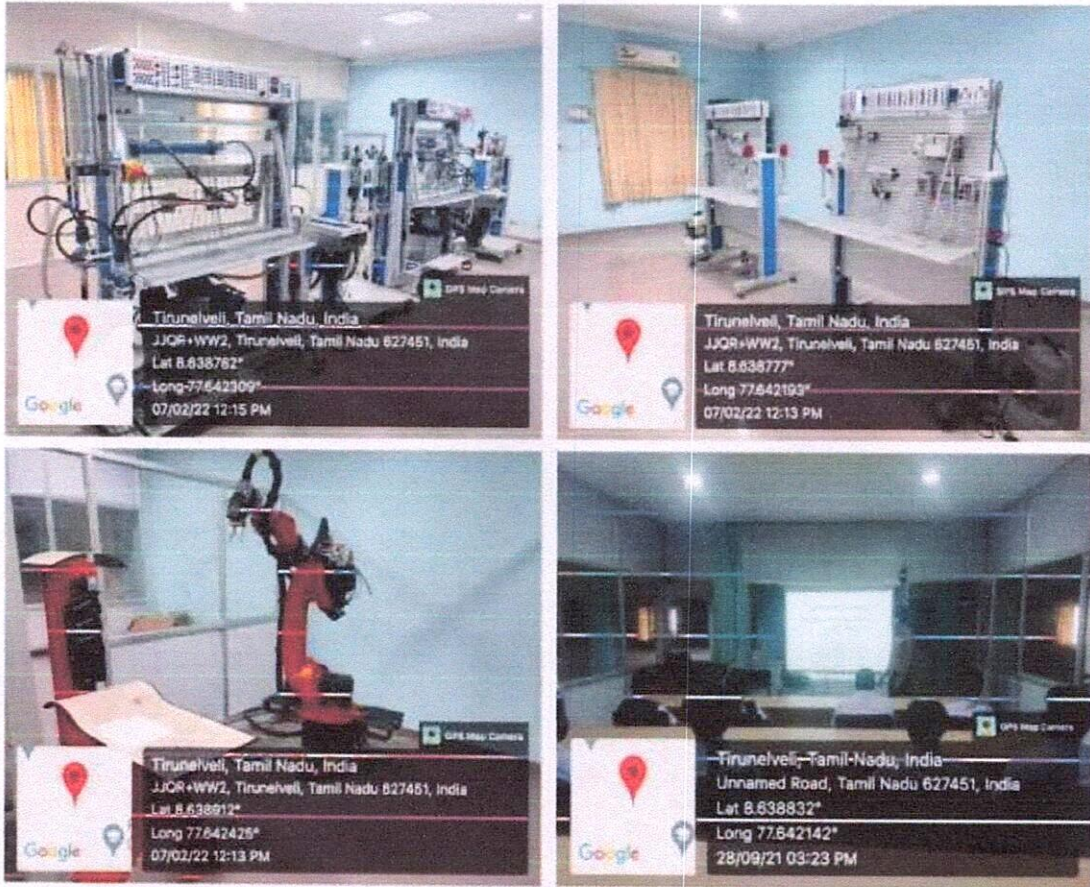 GPS Map Camera
Tirunelveli, Tamil Nadu, India
JJQR+WW2, Tirunelveli, Tamil Nadu 627451, India
Lat 8.638762°
Long 77.642309°
07/02/22 12:15 PM
Google
GPS Map Camera
Tirunelveli, Tamil Nadu, India
JJQR+WW2, Tirunelveli, Tamil Nadu 627451, India
Lat 8.638777°
Long 77.642193°
07/02/22 12:13 PM
Google
GPS Map Camera
Tirunelveli, Tamil Nadu, India
JJQR+WW2, Tirunelveli, Tamil Nadu 627451, India
Lat 8.638912°
Long 77.642425°
07/02/22 12:13 PM
Google
GPS Map Camera
Tirunelveli, Tamil Nadu, India
Unnamed Road, Tamil Nadu 627451, India
Lat 8.638832°
Long 77.642142°
28/09/21 03:23 PM
Google